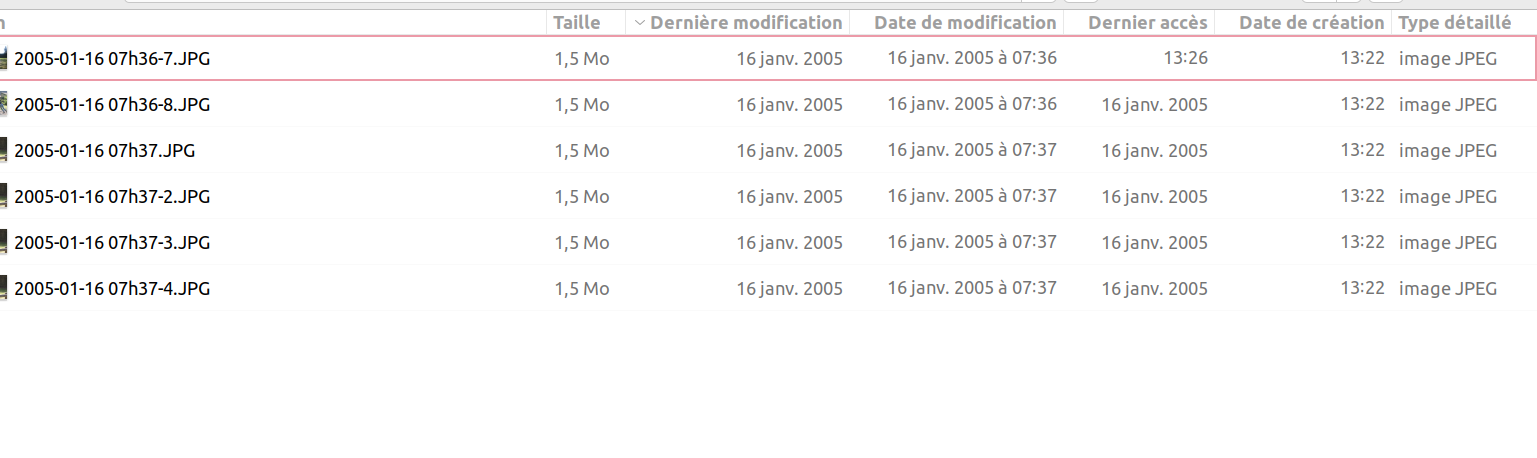 n Taille Dernière modification Date de modification Dernier accès Date de création Type détaillé
2005-01-16 07h36-7.JPG 1,5 Mo 16 janv. 2005 16 janv. 2005 à 07:36 13:26 13:22 image JPEG
2005-01-16 07h36-8.JPG 1,5 Mo 16 janv. 2005 16 janv. 2005 à 07:36 16 janv. 2005 13:22 image JPEG
2005-01-16 07h37.JPG 1,5 Mo 16 janv. 2005 16 janv. 2005 à 07:37 16 janv. 2005 13:22 image JPEG
2005-01-16 07h37-2.JPG 1,5 Mo 16 janv. 2005 16 janv. 2005 à 07:37 16 janv. 2005 13:22 image JPEG
2005-01-16 07h37-3.JPG 1,5 Mo 16 janv. 2005 16 janv. 2005 à 07:37 16 janv. 2005 13:22 image JPEG
2005-01-16 07h37-4.JPG 1,5 Mo 16 janv. 2005 16 janv. 2005 à 07:37 16 janv. 2005 13:22 image JPEG